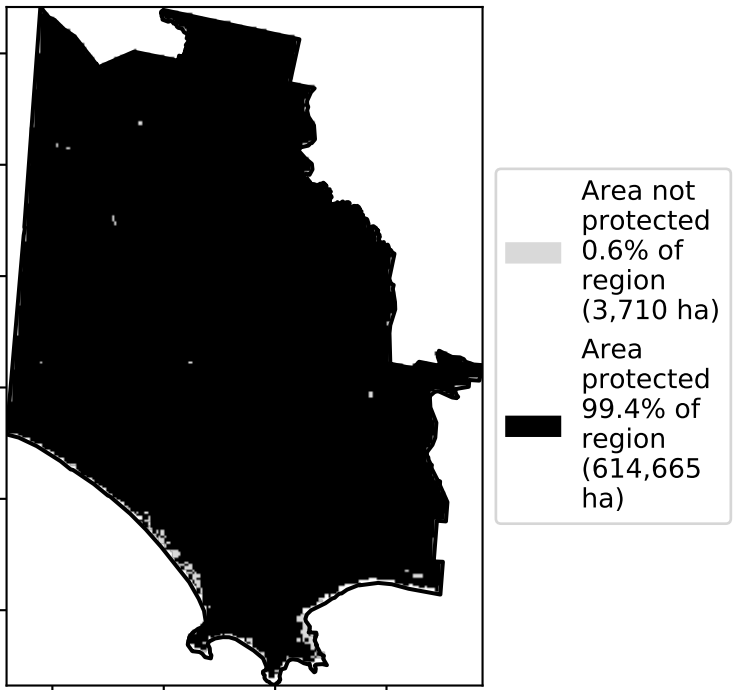 Area not
protected
0.6% of
region
(3,710 ha)
Area
protected
99.4% of
region
(614,665
ha)